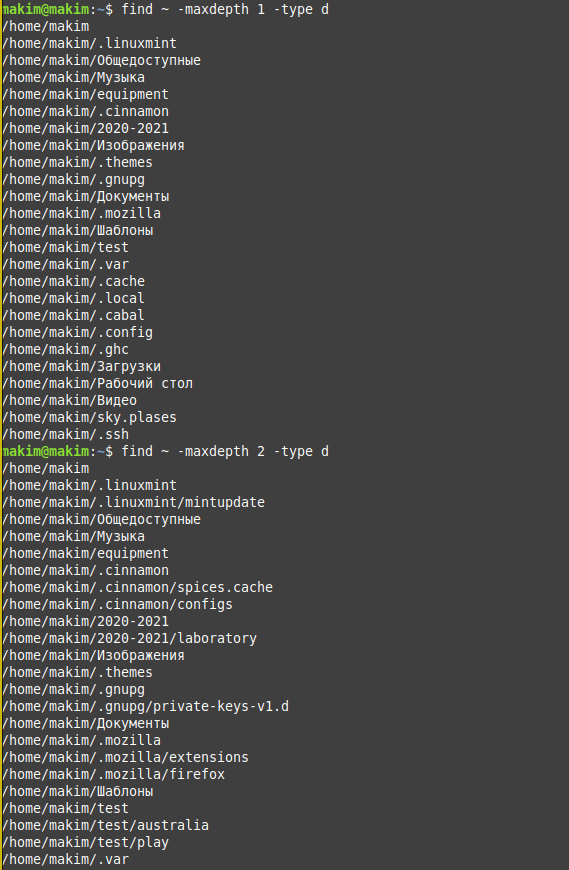 makim@makim:~$ find ~ -maxdepth 1 -type d
/home/makim
/home/makim/.linuxmint
/home/makim/Общедоступные
/home/makim/Музыка
/home/makim/equipment
/home/makim/.cinnamon
/home/makim/2020-2021
/home/makim/Изображения
/home/makim/.themes
/home/makim/.gnupg
/home/makim/Документы
/home/makim/.mozilla
/home/makim/Шаблоны
/home/makim/test
/home/makim/.var
/home/makim/.cache
/home/makim/.local
/home/makim/.cabal
/home/makim/.config
/home/makim/.ghc
/home/makim/Загрузки
/home/makim/Рабочий стол
/home/makim/Видео
/home/makim/sky.plases
/home/makim/.ssh
makim@makim:~$ find ~ -maxdepth 2 -type d
/home/makim
/home/makim/.linuxmint
/home/makim/.linuxmint/mintupdate
/home/makim/Общедоступные
/home/makim/Музыка
/home/makim/equipment
/home/makim/.cinnamon
/home/makim/.cinnamon/spices.cache
/home/makim/.cinnamon/configs
/home/makim/2020-2021
/home/makim/2020-2021/laboratory
/home/makim/Изображения
/home/makim/.themes
/home/makim/.gnupg
/home/makim/.gnupg/private-keys-v1.d
/home/makim/Документы
/home/makim/.mozilla
/home/makim/.mozilla/extensions
/home/makim/.mozilla/firefox
/home/makim/Шаблоны
/home/makim/test
/home/makim/test/australia
/home/makim/test/play
/home/makim/.var